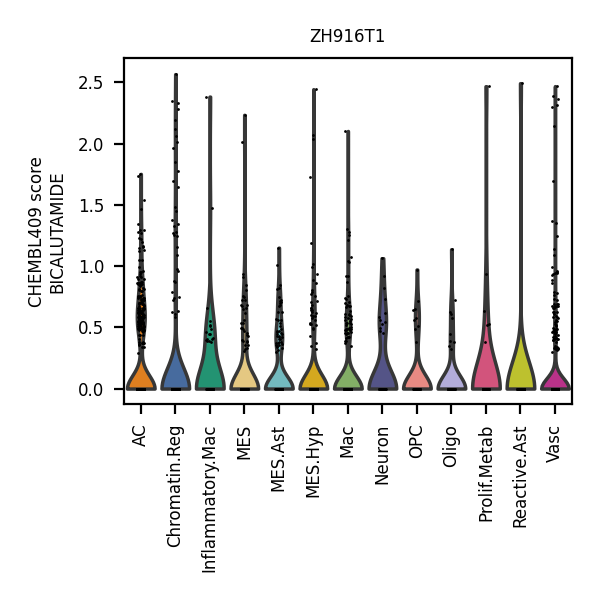 ZH916T1
CHEMBL409 score
BICALUTAMIDE
2.5
2.0
1.5
1.0
0.5
0.0
AC
Chromatin.Reg
Inflammatory.Mac
MES
MES.Ast
MES.Hyp
Mac
Neuron
OPC
Oligo
Prolif.Metab
Reactive.Ast
Vasc